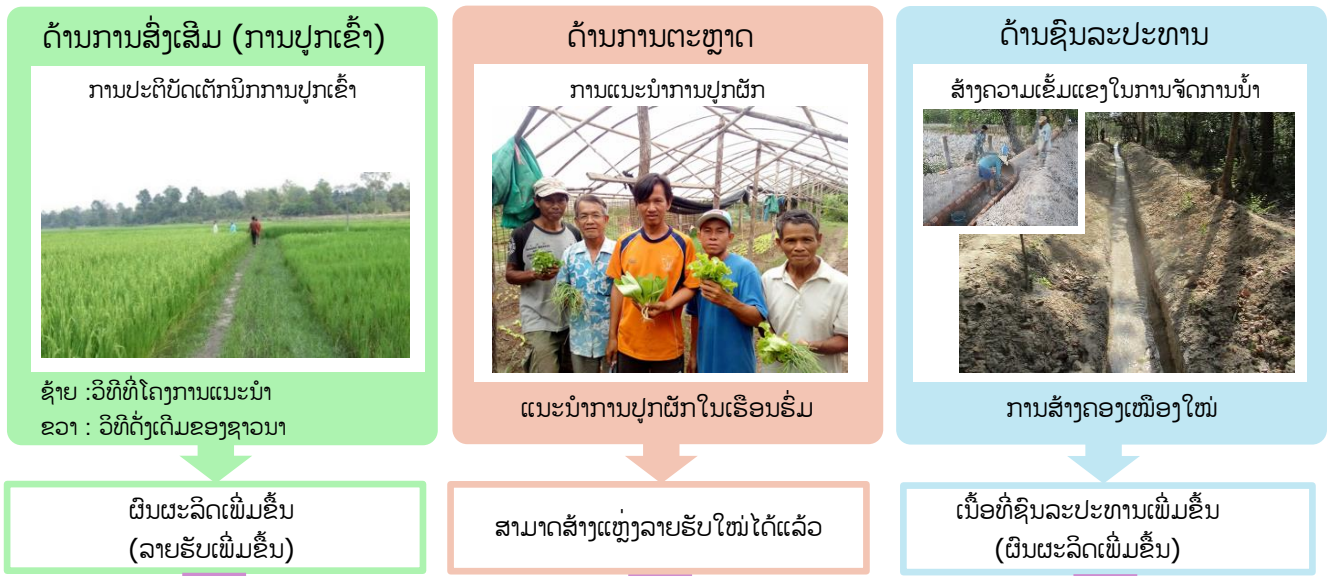 ດ້ານການສົ່ງເສີມ (ການປູກເຂົ້າ)
ການປະຕິບັດເຕັກນິກການປູກເຂົ້າ
ຊ້າຍ :ວິທີທີ່ໂຄງການແນະນຳ
ຂວາ : ວິທີດັ່ງເດີມຂອງຊາວນາ
ຜົນຜະລິດເພີ່ມຂື້ນ
(ລາຍຮັບເພີ່ມຂື້ນ)
ດ້ານການຕະຫຼາດ
ການແນະນຳການປູກຜັກ
ແນະນຳການປູກຜັກໃນເຮືອນຮົ່ມ
ສາມາດສ້າງແຫຼ່ງລາຍຮັບໃໝ່ໄດ້ແລ້ວ
ດ້ານຊົນລະປະທານ
ສ້າງຄວາມເຂັ້ມແຂງໃນການຈັດການນ້ຳ
ການສ້າງຄອງເໝືອງໃໝ່
ເນື້ອທີ່ຊົນລະປະທານເພີ່ມຂື້ນ
(ຜົນຜະລິດເພີ່ມຂື້ນ)